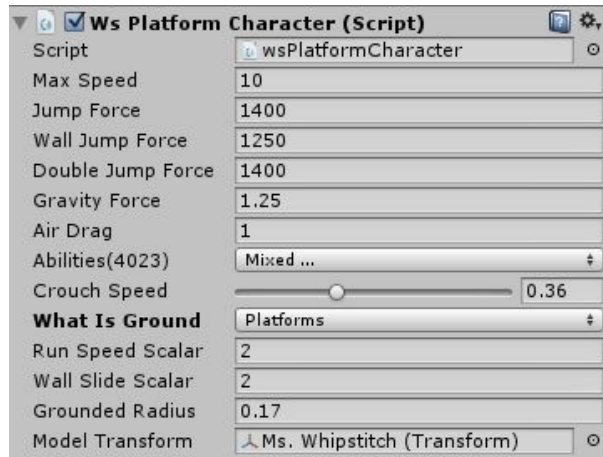 Ws Platform Character (Script)
Script wsPlatformCharacter
Max Speed 10
Jump Force 1400
Wall Jump Force 1250
Double Jump Force 1400
Gravity Force 1.25
Air Drag 1
Abilities(4023) Mixed ...
Crouch Speed 0.36
What Is Ground Platforms
Run Speed Scalar 2
Wall Slide Scalar 2
Grounded Radius 0.17
Model Transform Ms. Whipstitch (Transform)